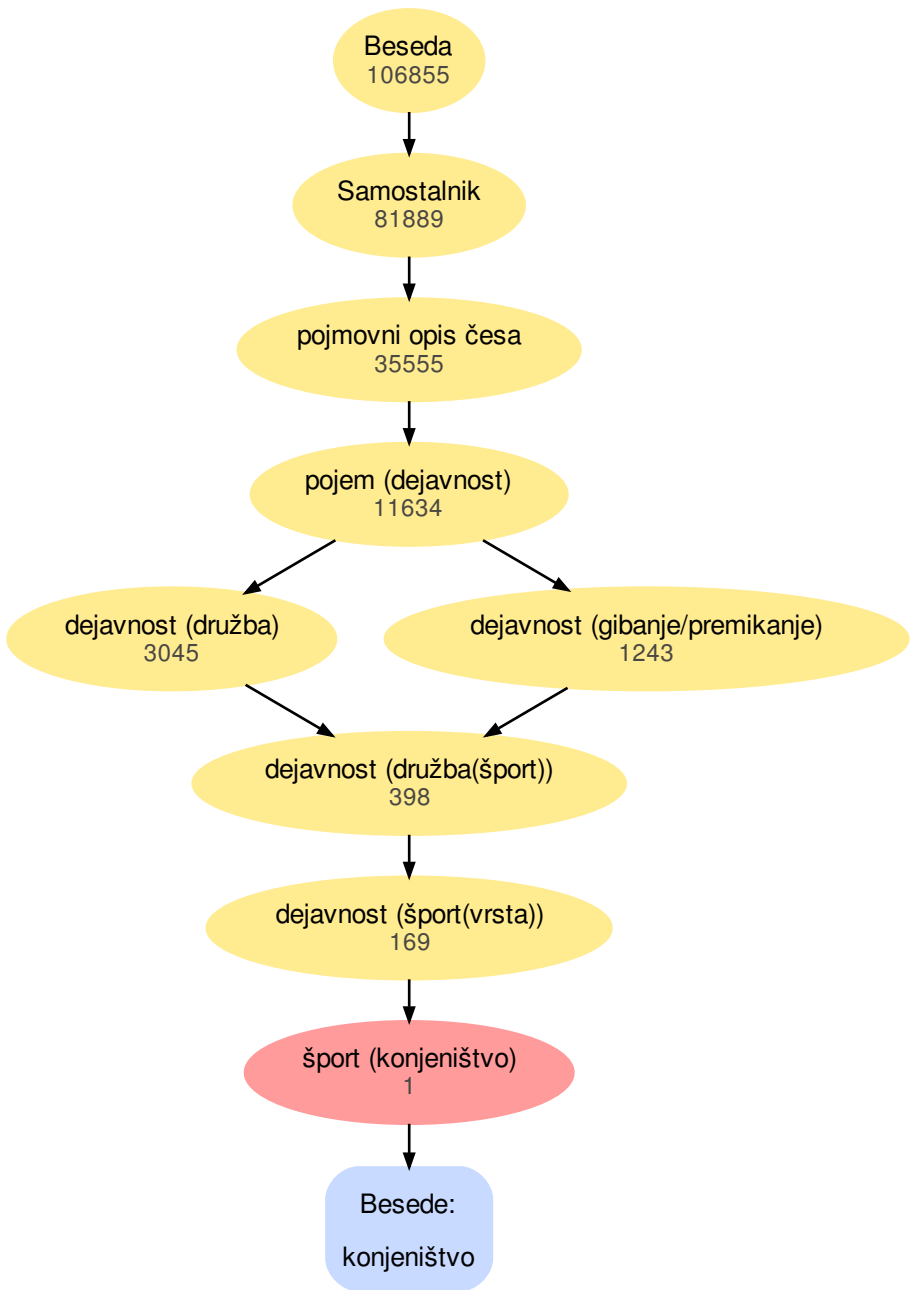 Beseda
106855
Samostalnik
81889
pojmovni opis česa
35555
pojem (dejavnost)
11634
dejavnost (družba)
3045
dejavnost (gibanje/premikanje)
1243
dejavnost (družba(šport))
398
dejavnost (šport(vrsta))
169
šport (konjeništvo)
1
Besede:
konjeništvo